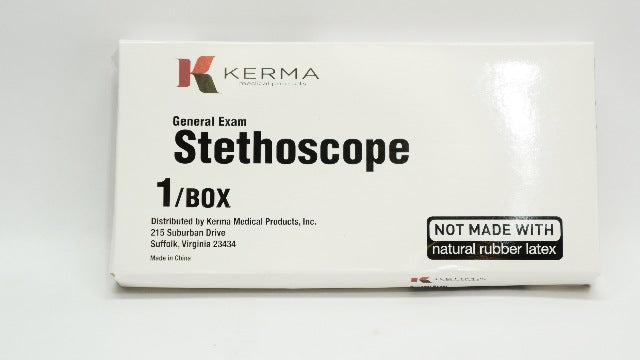 KERMA
medical products
General Exam
Stethoscope
1/BOX
Distributed by Kerma Medical Products, Inc.
215 Suburban Drive
Suffolk, Virginia 23434
Made in China
NOT MADE WITH
natural rubber latex